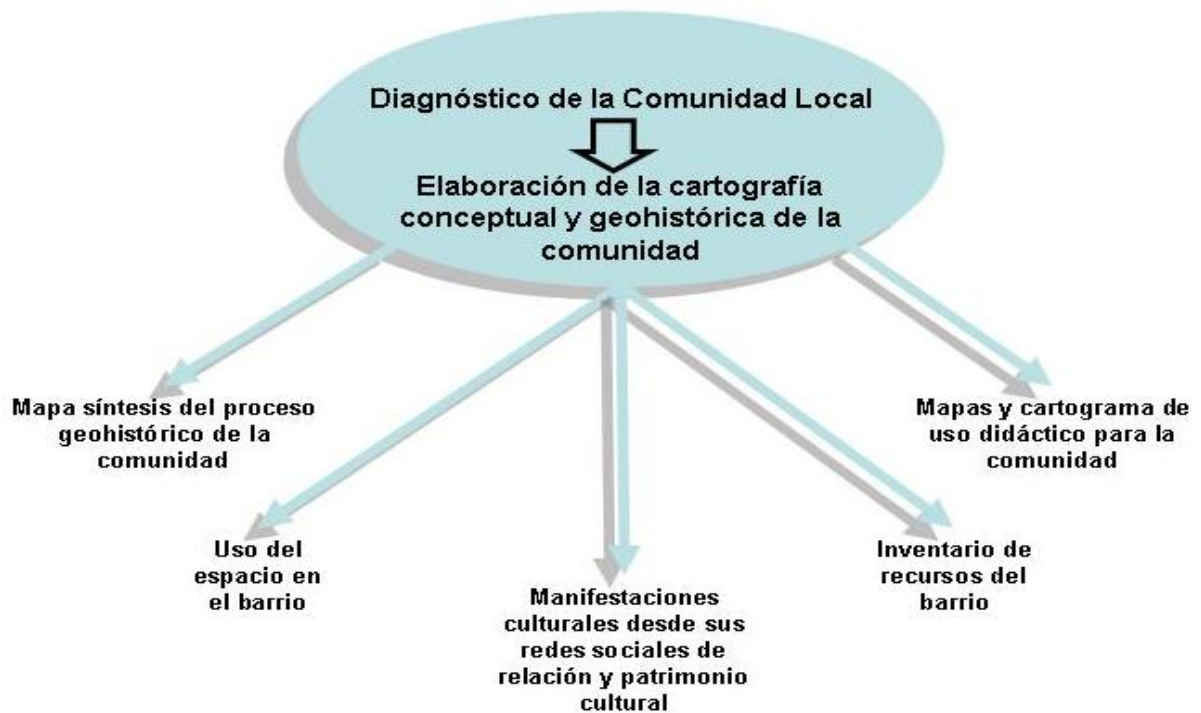 Diagnóstico de la Comunidad Local
Elaboración de la cartografía
conceptual y geohistórica de la
comunidad
Mapa síntesis del proceso
geohistórico de la
comunidad
Uso del
espacio en
el barrio
Manifestaciones
culturales desde sus
redes sociales de
relación y patrimonio
cultural
Inventario de
recursos del
barrio
Mapas y cartograma de
uso didáctico para la
comunidad